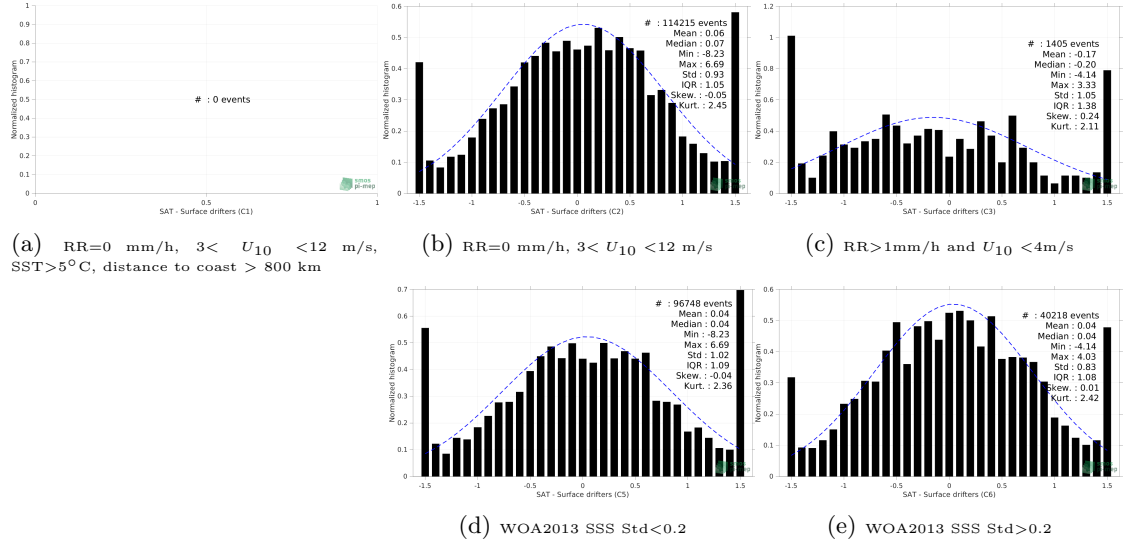 1
0.9
0.8
0.7
0.6
0.5
0.4
0.3
0.2
0.1
0
Normalized histogram
# : 0 events
smos
pi-mep
0 0.5 1
SAT - Surface drifters (C1)
(a) RR=0 mm/h, 3< U10 <12 m/s,
SST>5°C, distance to coast > 800 km
0.6
0.5
0.4
0.3
0.2
0.1
0
Normalized histogram
# : 114215 events
Mean : 0.06
Median : 0.07
Min : -8.23
Max : 6.69
Std : 0.93
IQR : 1.05
Skew. : -0.05
Kurt. : 2.45
-1.5 -1 -0.5 0 0.5 1 1.5
SAT - Surface drifters (C2)
(b) RR=0 mm/h, 3< U10 <12 m/s
1.2
1
0.8
0.6
0.4
0.2
0
Normalized histogram
# : 1405 events
Mean : -0.17
Median : -0.20
Min : -4.14
Max : 3.33
Std : 1.05
IQR : 1.38
Skew. : 0.24
Kurt. : 2.11
-1.5 -1 -0.5 0 0.5 1 1.5
SAT - Surface drifters (C3)
(c) RR>1mm/h and U10 <4m/s
0.7
0.6
0.5
0.4
0.3
0.2
0.1
0
Normalized histogram
# : 96748 events
Mean : 0.04
Median : 0.04
Min : -8.23
Max : 6.69
Std : 1.02
IQR : 1.09
Skew. : -0.04
Kurt. : 2.36
-1.5 -1 -0.5 0 0.5 1 1.5
SAT - Surface drifters (C5)
(d) WOA2013 SSS Std<0.2
0.6
0.5
0.4
0.3
0.2
0.1
0
Normalized histogram
# : 40218 events
Mean : 0.04
Median : 0.04
Min : -4.14
Max : 4.03
Std : 0.83
IQR : 1.08
Skew. : 0.01
Kurt. : 2.42
-1.5 -1 -0.5 0 0.5 1 1.5
SAT - Surface drifters (C6)
(e) WOA2013 SSS Std>0.2